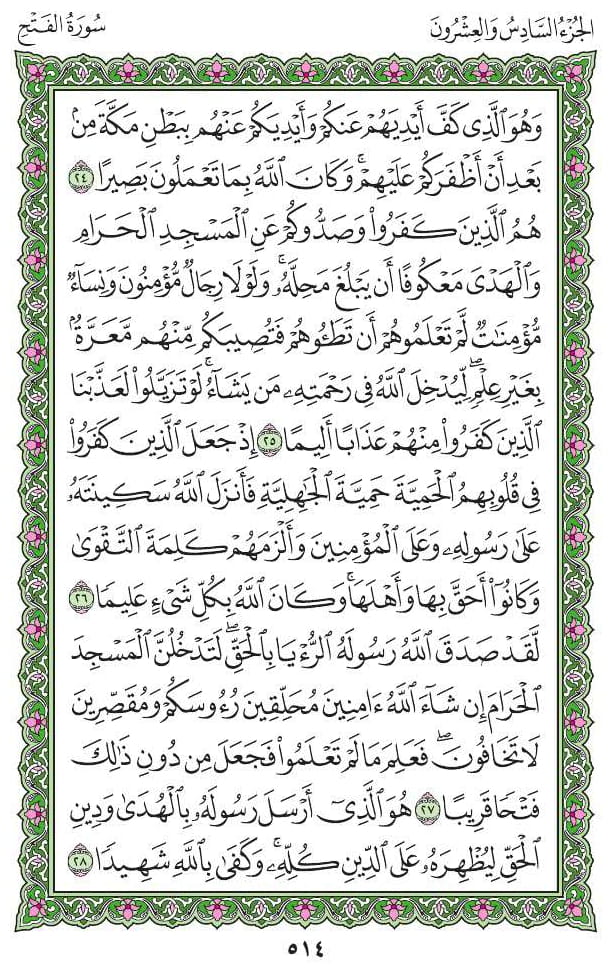 الجُزْءُ السَّادِسُ وَالعِشْرُونَ
سُورَةُ الفَتْحِ
وَهُوَ ٱلَّذِى كَفَّ أَيْدِيَهُمْ عَنكُمْ وَأَيْدِيَكُمْ عَنْهُم بِبَطْنِ مَكَّةَ مِنۢ
بَعْدِ أَنْ أَظْفَرَكُمْ عَلَيْهِمْ ۚ وَكَانَ ٱللَّهُ بِمَا تَعْمَلُونَ بَصِيرًا ٢٤
هُمُ ٱلَّذِينَ كَفَرُوا۟ وَصَدُّوكُمْ عَنِ ٱلْمَسْجِدِ ٱلْحَرَامِ
وَٱلْهَدْىَ مَعْكُوفًا أَن يَبْلُغَ مَحِلَّهُۥ ۚ وَلَوْلَا رِجَالٌ مُّؤْمِنُونَ وَنِسَآءٌ
مُّؤْمِنَـٰتٌ لَّمْ تَعْلَمُوهُمْ أَن تَطَـُٔوهُمْ فَتُصِيبَكُم مِّنْهُم مَّعَرَّةٌۢ
بِغَيْرِ عِلْمٍ ۖ لِّيُدْخِلَ ٱللَّهُ فِى رَحْمَتِهِۦ مَن يَشَآءُ ۚ لَوْ تَزَيَّلُوا۟ لَعَذَّبْنَا
ٱلَّذِينَ كَفَرُوا۟ مِنْهُمْ عَذَابًا أَلِيمًا ٢٥ إِذْ جَعَلَ ٱلَّذِينَ كَفَرُوا۟
فِى قُلُوبِهِمُ ٱلْحَمِيَّةَ حَمِيَّةَ ٱلْجَـٰهِلِيَّةِ فَأَنزَلَ ٱللَّهُ سَكِينَتَهُۥ
عَلَىٰ رَسُولِهِۦ وَعَلَى ٱلْمُؤْمِنِينَ وَأَلْزَمَهُمْ كَلِمَةَ ٱلتَّقْوَىٰ
وَكَانُوٓا۟ أَحَقَّ بِهَا وَأَهْلَهَا ۚ وَكَانَ ٱللَّهُ بِكُلِّ شَىْءٍ عَلِيمًا ٢٦
لَّقَدْ صَدَقَ ٱللَّهُ رَسُولَهُ ٱلرُّءْيَا بِٱلْحَقِّ ۖ لَتَدْخُلُنَّ ٱلْمَسْجِدَ
ٱلْحَرَامَ إِن شَآءَ ٱللَّهُ ءَامِنِينَ مُحَلِّقِينَ رُءُوسَكُمْ وَمُقَصِّرِينَ
لَا تَخَافُونَ ۖ فَعَلِمَ مَا لَمْ تَعْلَمُوا۟ فَجَعَلَ مِن دُونِ ذَٰلِكَ
فَتْحًا قَرِيبًا ٢٧ هُوَ ٱلَّذِىٓ أَرْسَلَ رَسُولَهُۥ بِٱلْهُدَىٰ وَدِينِ
ٱلْحَقِّ لِيُظْهِرَهُۥ عَلَى ٱلدِّينِ كُلِّهِۦ ۚ وَكَفَىٰ بِٱللَّهِ شَهِيدًا ٢٨
٥١٤